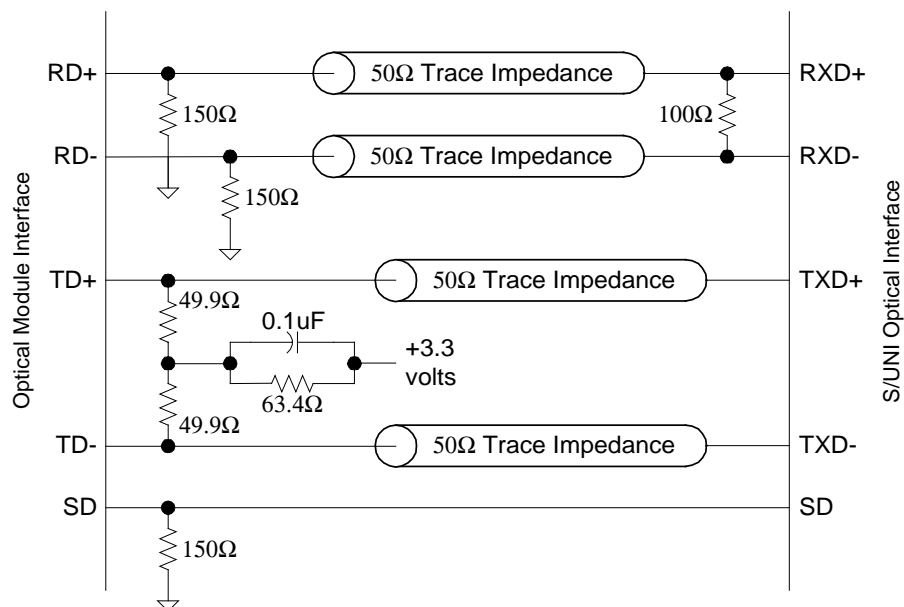 Optical Module Interface
RD+
50Ω Trace Impedance
RXD+
150Ω
100Ω
RD-
50Ω Trace Impedance
RXD-
150Ω
TD+
50Ω Trace Impedance
TXD+
49.9Ω
0.1uF
+3.3
volts
63.4Ω
49.9Ω
TD-
50Ω Trace Impedance
TXD-
SD
SD
150Ω
S/UNI Optical Interface